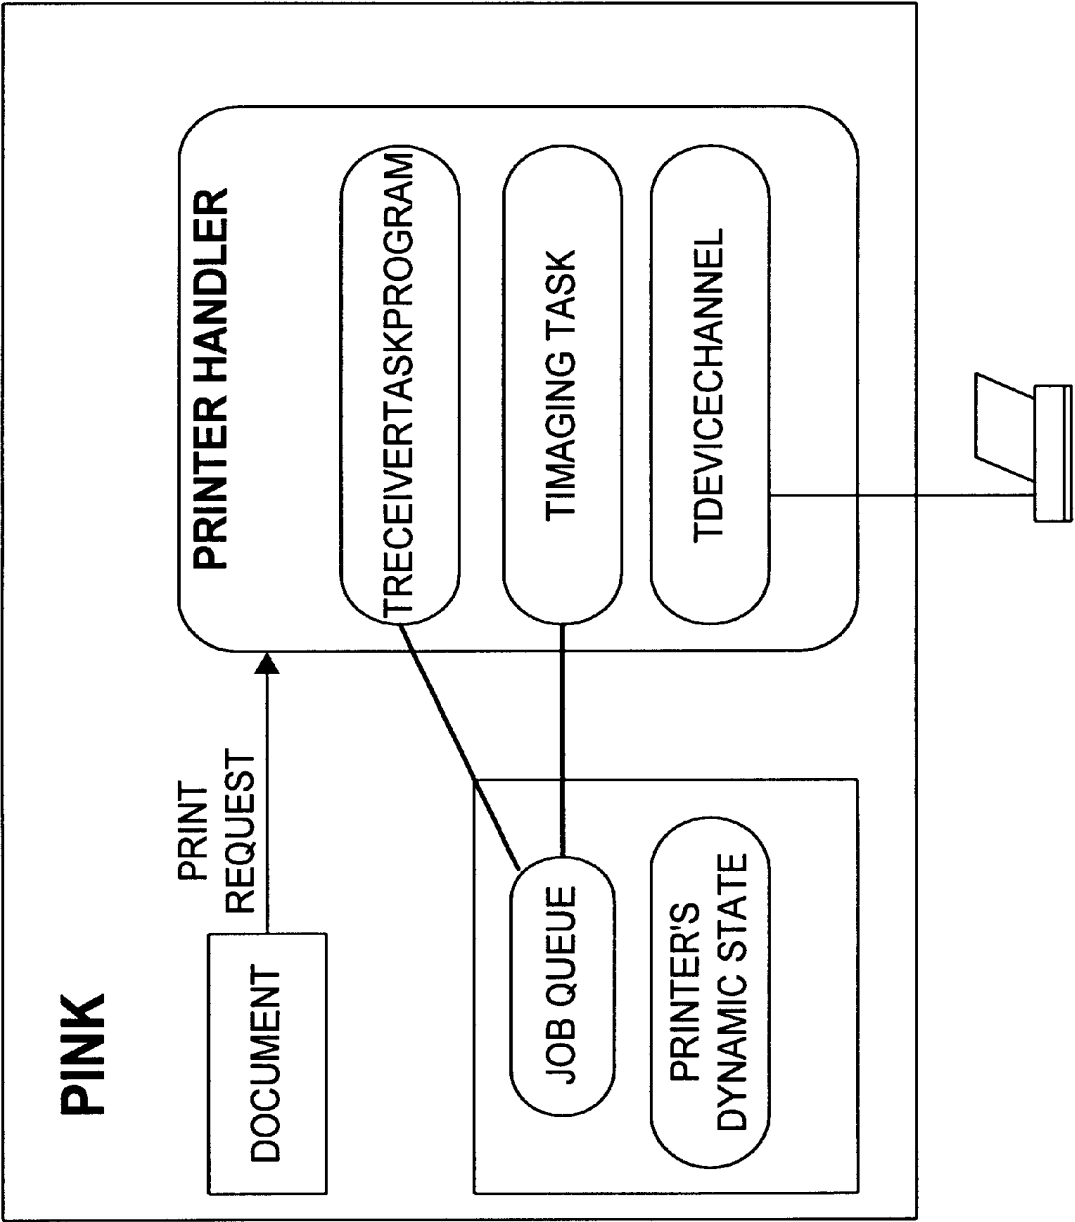 PINK
DOCUMENT
PRINT
REQUEST
PRINTER HANDLER
TRECEIVERTASKPROGRAM
TIMAGING TASK
TDEVICECHANNEL
JOB QUEUE
PRINTER'S
DYNAMIC STATE